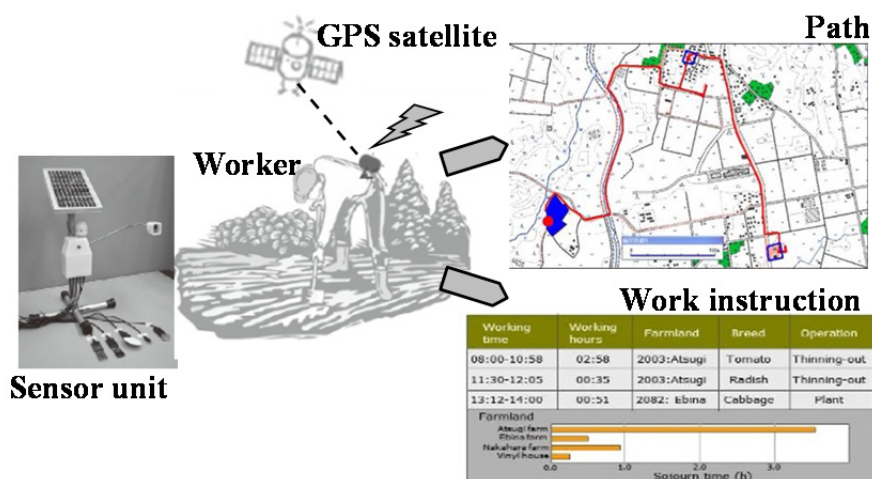 GPS satellite
Path
Worker
Sensor unit
Work instruction
Working time
Working hours
Farmland
Breed
Operation
08:00-10:58 02:58 2003:Atsugi Tomato Thinning-out
11:30-12:05 00:35 2003:Atsugi Radish Thinning-out
13:12-14:00 00:51 2082: Ebina Cabbage Plant
Farmland
Atsugi farm
Ebina farm
Nakahara farm
Vinyl house
0.0 1.0 2.0 3.0
Sojourn time (h)